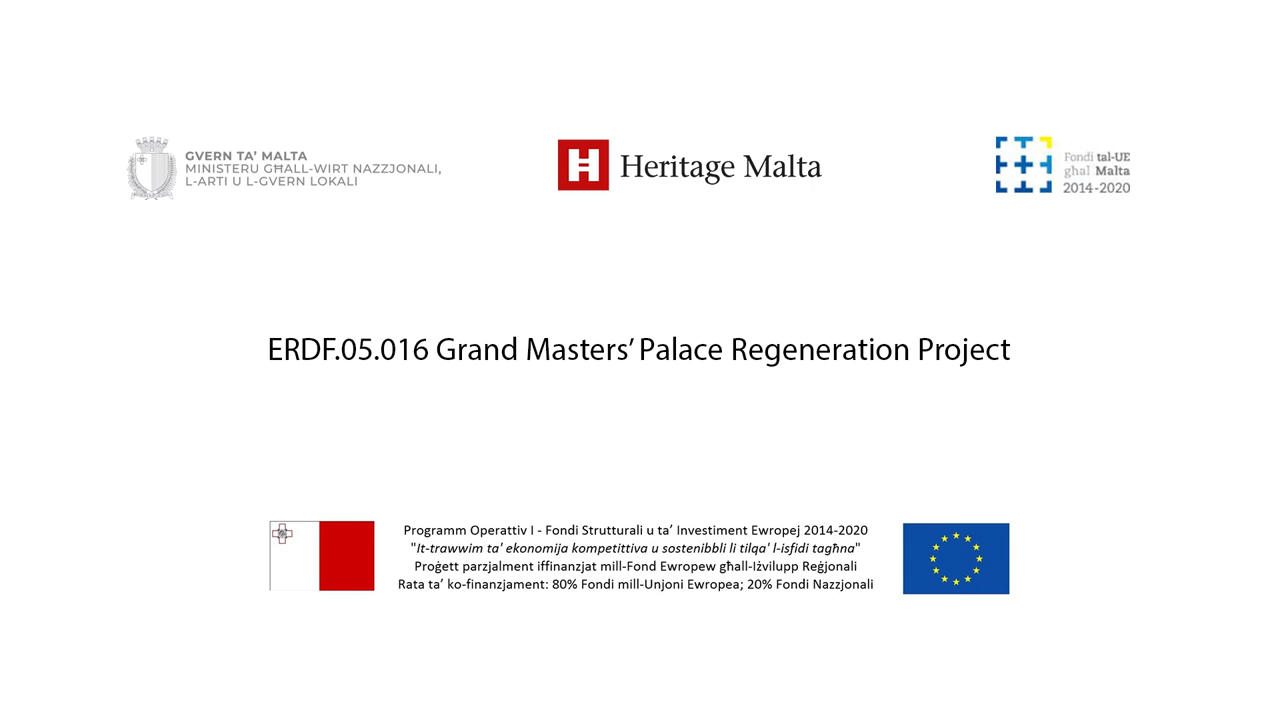 GVERN TA' MALTA
MINISTERU GĦALL-WIRT NAZZJONALI,
L-ARTI U L-GVERN LOKALI
Heritage Malta
Fondi tal-UE
għal Malta
2014-2020
ERDF.05.016 Grand Masters’ Palace Regeneration Project
Programm Operattiv I - Fondi Strutturali u ta’ Investiment Ewropej 2014-2020
"It-trawwim ta' ekonomija kompetittiva u sostenibbli li tilqa' l-isfidi tagħna"
Proġett parzjalment iffinanzjat mill-Fond Ewropew għall-Iżvilupp Reġjonali
Rata ta’ ko-finanzjament: 80% Fondi mill-Unjoni Ewropea; 20% Fondi Nazzjonali